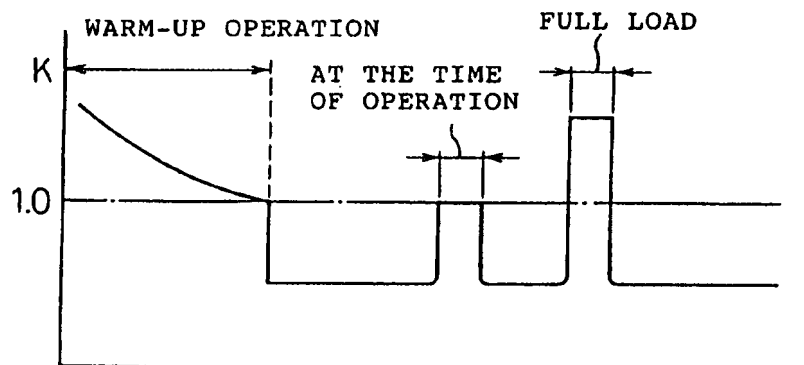 WARM-UP OPERATION
FULL LOAD
K
AT THE TIME
OF OPERATION
1.0